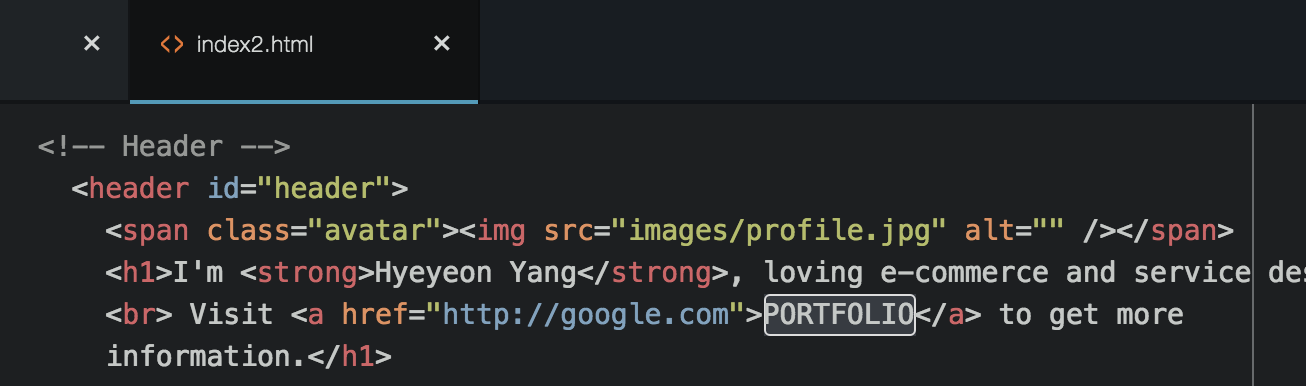 × <> index2.html ×
<!-- Header -->
<header id="header">
<span class="avatar"><img src="images/profile.jpg" alt="" /></span>
<h1>I'm <strong>Hyeyeon Yang</strong>, loving e-commerce and service des
<br> Visit <a href="http://google.com">PORTFOLIO</a> to get more
information.</h1>